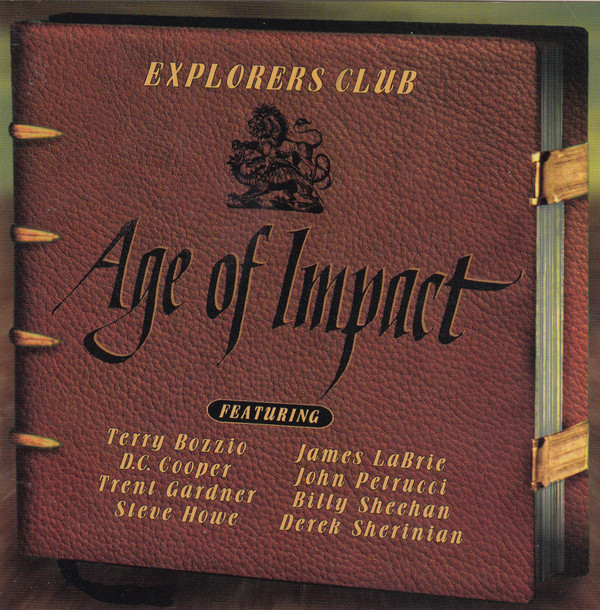 EXPLORERS CLUB
Age of Impact
FEATURING
Terry Bozzio
D.C. Cooper
Trent Gardner
Steve Howe
James LaBrie
John Petrucci
Billy Sheehan
Derek Sherinian